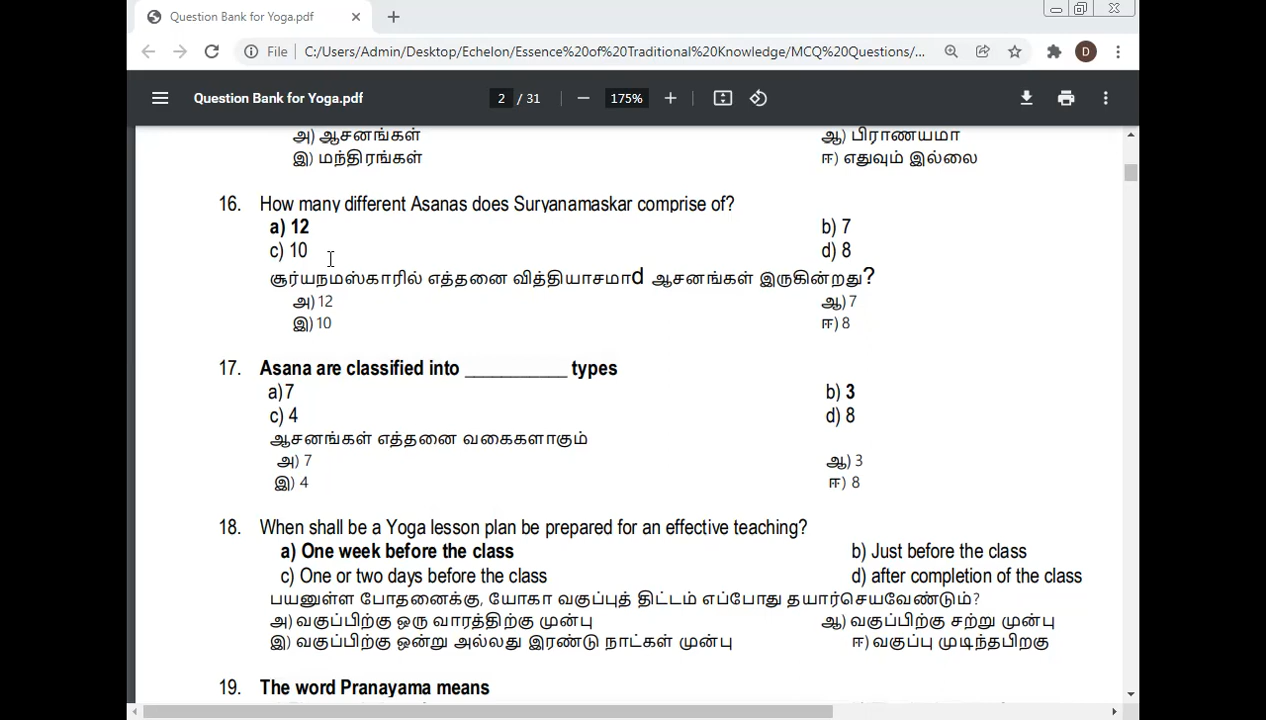 Question Bank for Yoga.pdf
File C:/Users/Admin/Desktop/Echelon/Essence%20of%20Traditional%20Knowledge/MCQ%20Questions/... D
Question Bank for Yoga.pdf 2 / 31 175%
அ) ஆசனங்கள் ஆ) பிராணயமா
இ) மந்திரங்கள் ஈ) எதுவும் இல்லை
16. How many different Asanas does Suryanamaskar comprise of?
a) 12 b) 7
c) 10 d) 8
சூர்யநமஸ்காரில் எத்தனை வித்தியாசமாd ஆசனங்கள் இருகின்றது?
அ) 12 ஆ) 7
இ) 10 ஈ) 8
17. Asana are classified into ___________ types
a) 7 b) 3
c) 4 d) 8
ஆசனங்கள் எத்தனை வகைகளாகும்
அ) 7 ஆ) 3
இ) 4 ஈ) 8
18. When shall be a Yoga lesson plan be prepared for an effective teaching?
a) One week before the class b) Just before the class
c) One or two days before the class d) after completion of the class
பயனுள்ள போதனைக்கு, யோகா வகுப்புத் திட்டம் எப்போது தயார்செயவேண்டும்?
அ) வகுப்பிற்கு ஒரு வாரத்திற்கு முன்பு ஆ) வகுப்பிற்கு சற்று முன்பு
இ) வகுப்பிற்கு ஒன்று அல்லது இரண்டு நாட்கள் முன்பு ஈ) வகுப்பு முடிந்தபிறகு
19. The word Pranayama means